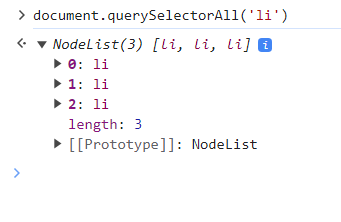 document.querySelectorAll('li')
NodeList(3) [li, li, li] i
0: li
1: li
2: li
length: 3
[[Prototype]]: NodeList